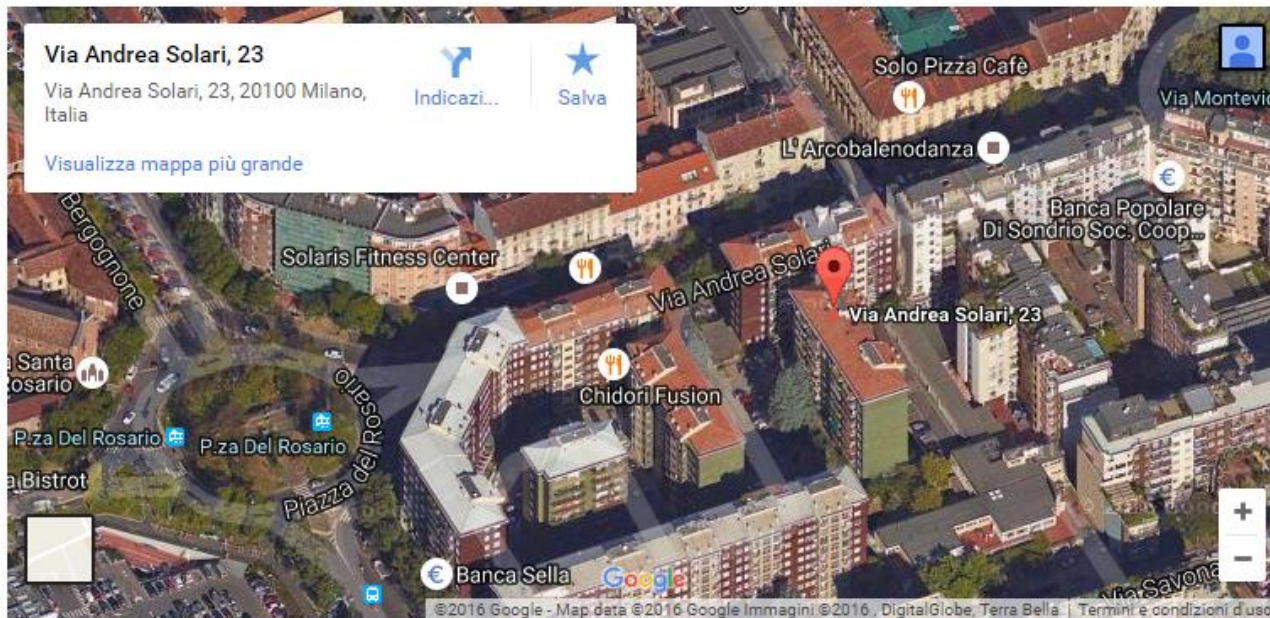 Via Andrea Solari, 23
Via Andrea Solari, 23, 20100 Milano,
Italia
Indicazi...
Salva
Visualizza mappa più grande
Solo Pizza Cafè
Via Montevid
L' Arcobalenodanza
€
Banca Popolare
Di Sondrio Soc. Coop...
Bergognone
Solaris Fitness Center
Via Andrea Solari
Via Andrea Solari, 23
a Santa
Rosario
Chidori Fusion
P.za Del Rosario
P.za Del Rosario
Piazza del Rosario
a Bistrot
+
−
€ Banca Sella
Google
Via Savona
©2016 Google - Map data ©2016 Google Immagini ©2016 , DigitalGlobe, Terra Bella | Termini e condizioni d'uso